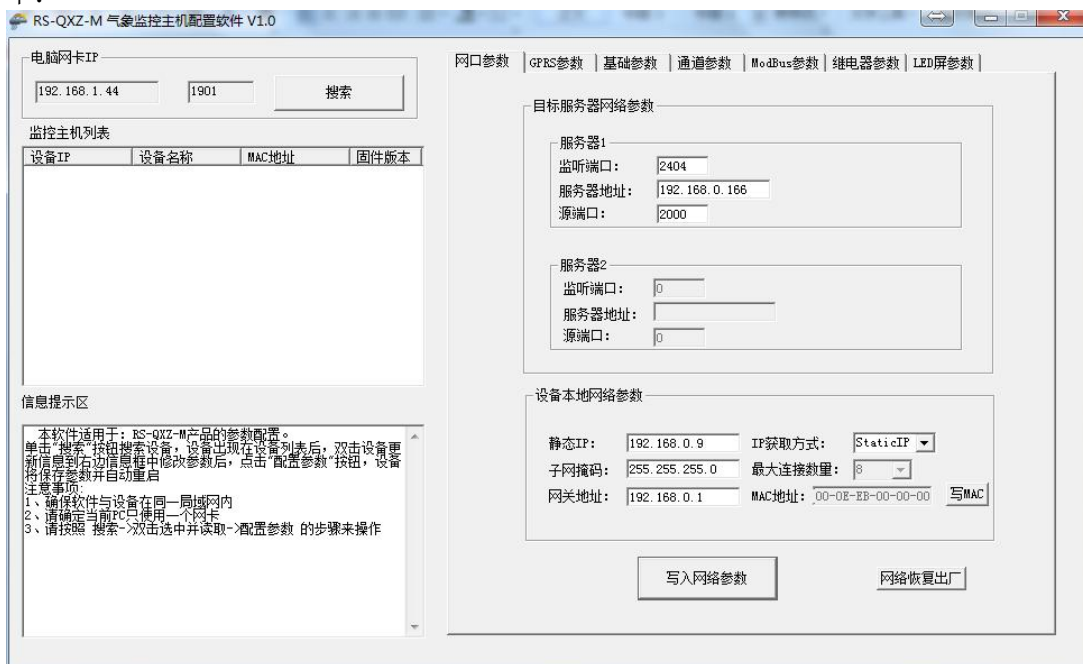 RS-QXZ-M 气象监控主机配置软件 V1.0
电脑网卡IP
192.168.1.44 1901 搜索
监控主机列表
设备IP 设备名称 MAC地址 固件版本
信息提示区
本软件适用于：RS-QXZ-M产品的参数配置。
单击"搜索"按钮搜索设备，设备出现在设备列表后，双击设备更
新信息到右边信息框中修改参数后，点击"配置参数"按钮，设备
将保存参数并自动重启
注意事项：
1、确保软件与设备在同一局域网内
2、请确定当前PC只使用一个网卡
3、请按照 搜索->双击选中并读取->配置参数 的步骤来操作
网口参数 GPRS参数 基础参数 通道参数 ModBus参数 继电器参数 LED屏参数
目标服务器网络参数
服务器1
监听端口： 2404
服务器地址： 192.168.0.166
源端口： 2000
服务器2
监听端口： 0
服务器地址：
源端口： 0
设备本地网络参数
静态IP： 192.168.0.9 IP获取方式： StaticIP
子网掩码： 255.255.255.0 最大连接数量： 8
网关地址： 192.168.0.1 MAC地址： 00-0E-EB-00-00-00 写MAC
写入网络参数 网络恢复出厂